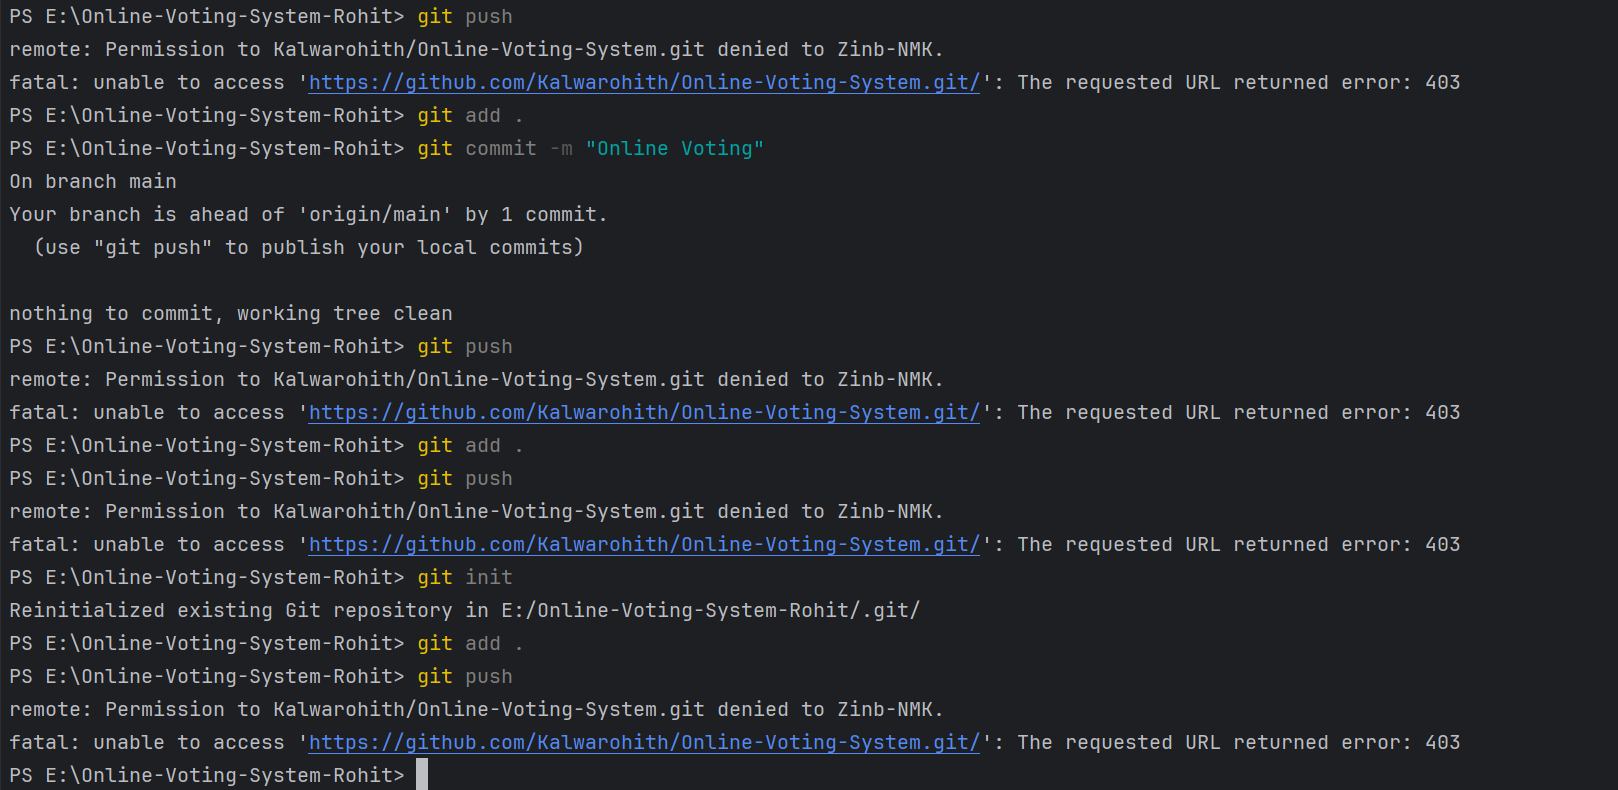 PS E:\Online-Voting-System-Rohit> git push
remote: Permission to Kalwarohith/Online-Voting-System.git denied to Zinb-NMK.
fatal: unable to access 'https://github.com/Kalwarohith/Online-Voting-System.git/': The requested URL returned error: 403
PS E:\Online-Voting-System-Rohit> git add .
PS E:\Online-Voting-System-Rohit> git commit -m "Online Voting"
On branch main
Your branch is ahead of 'origin/main' by 1 commit.
  (use "git push" to publish your local commits)

nothing to commit, working tree clean
PS E:\Online-Voting-System-Rohit> git push
remote: Permission to Kalwarohith/Online-Voting-System.git denied to Zinb-NMK.
fatal: unable to access 'https://github.com/Kalwarohith/Online-Voting-System.git/': The requested URL returned error: 403
PS E:\Online-Voting-System-Rohit> git add .
PS E:\Online-Voting-System-Rohit> git push
remote: Permission to Kalwarohith/Online-Voting-System.git denied to Zinb-NMK.
fatal: unable to access 'https://github.com/Kalwarohith/Online-Voting-System.git/': The requested URL returned error: 403
PS E:\Online-Voting-System-Rohit> git init
Reinitialized existing Git repository in E:/Online-Voting-System-Rohit/.git/
PS E:\Online-Voting-System-Rohit> git add .
PS E:\Online-Voting-System-Rohit> git push
remote: Permission to Kalwarohith/Online-Voting-System.git denied to Zinb-NMK.
fatal: unable to access 'https://github.com/Kalwarohith/Online-Voting-System.git/': The requested URL returned error: 403
PS E:\Online-Voting-System-Rohit>